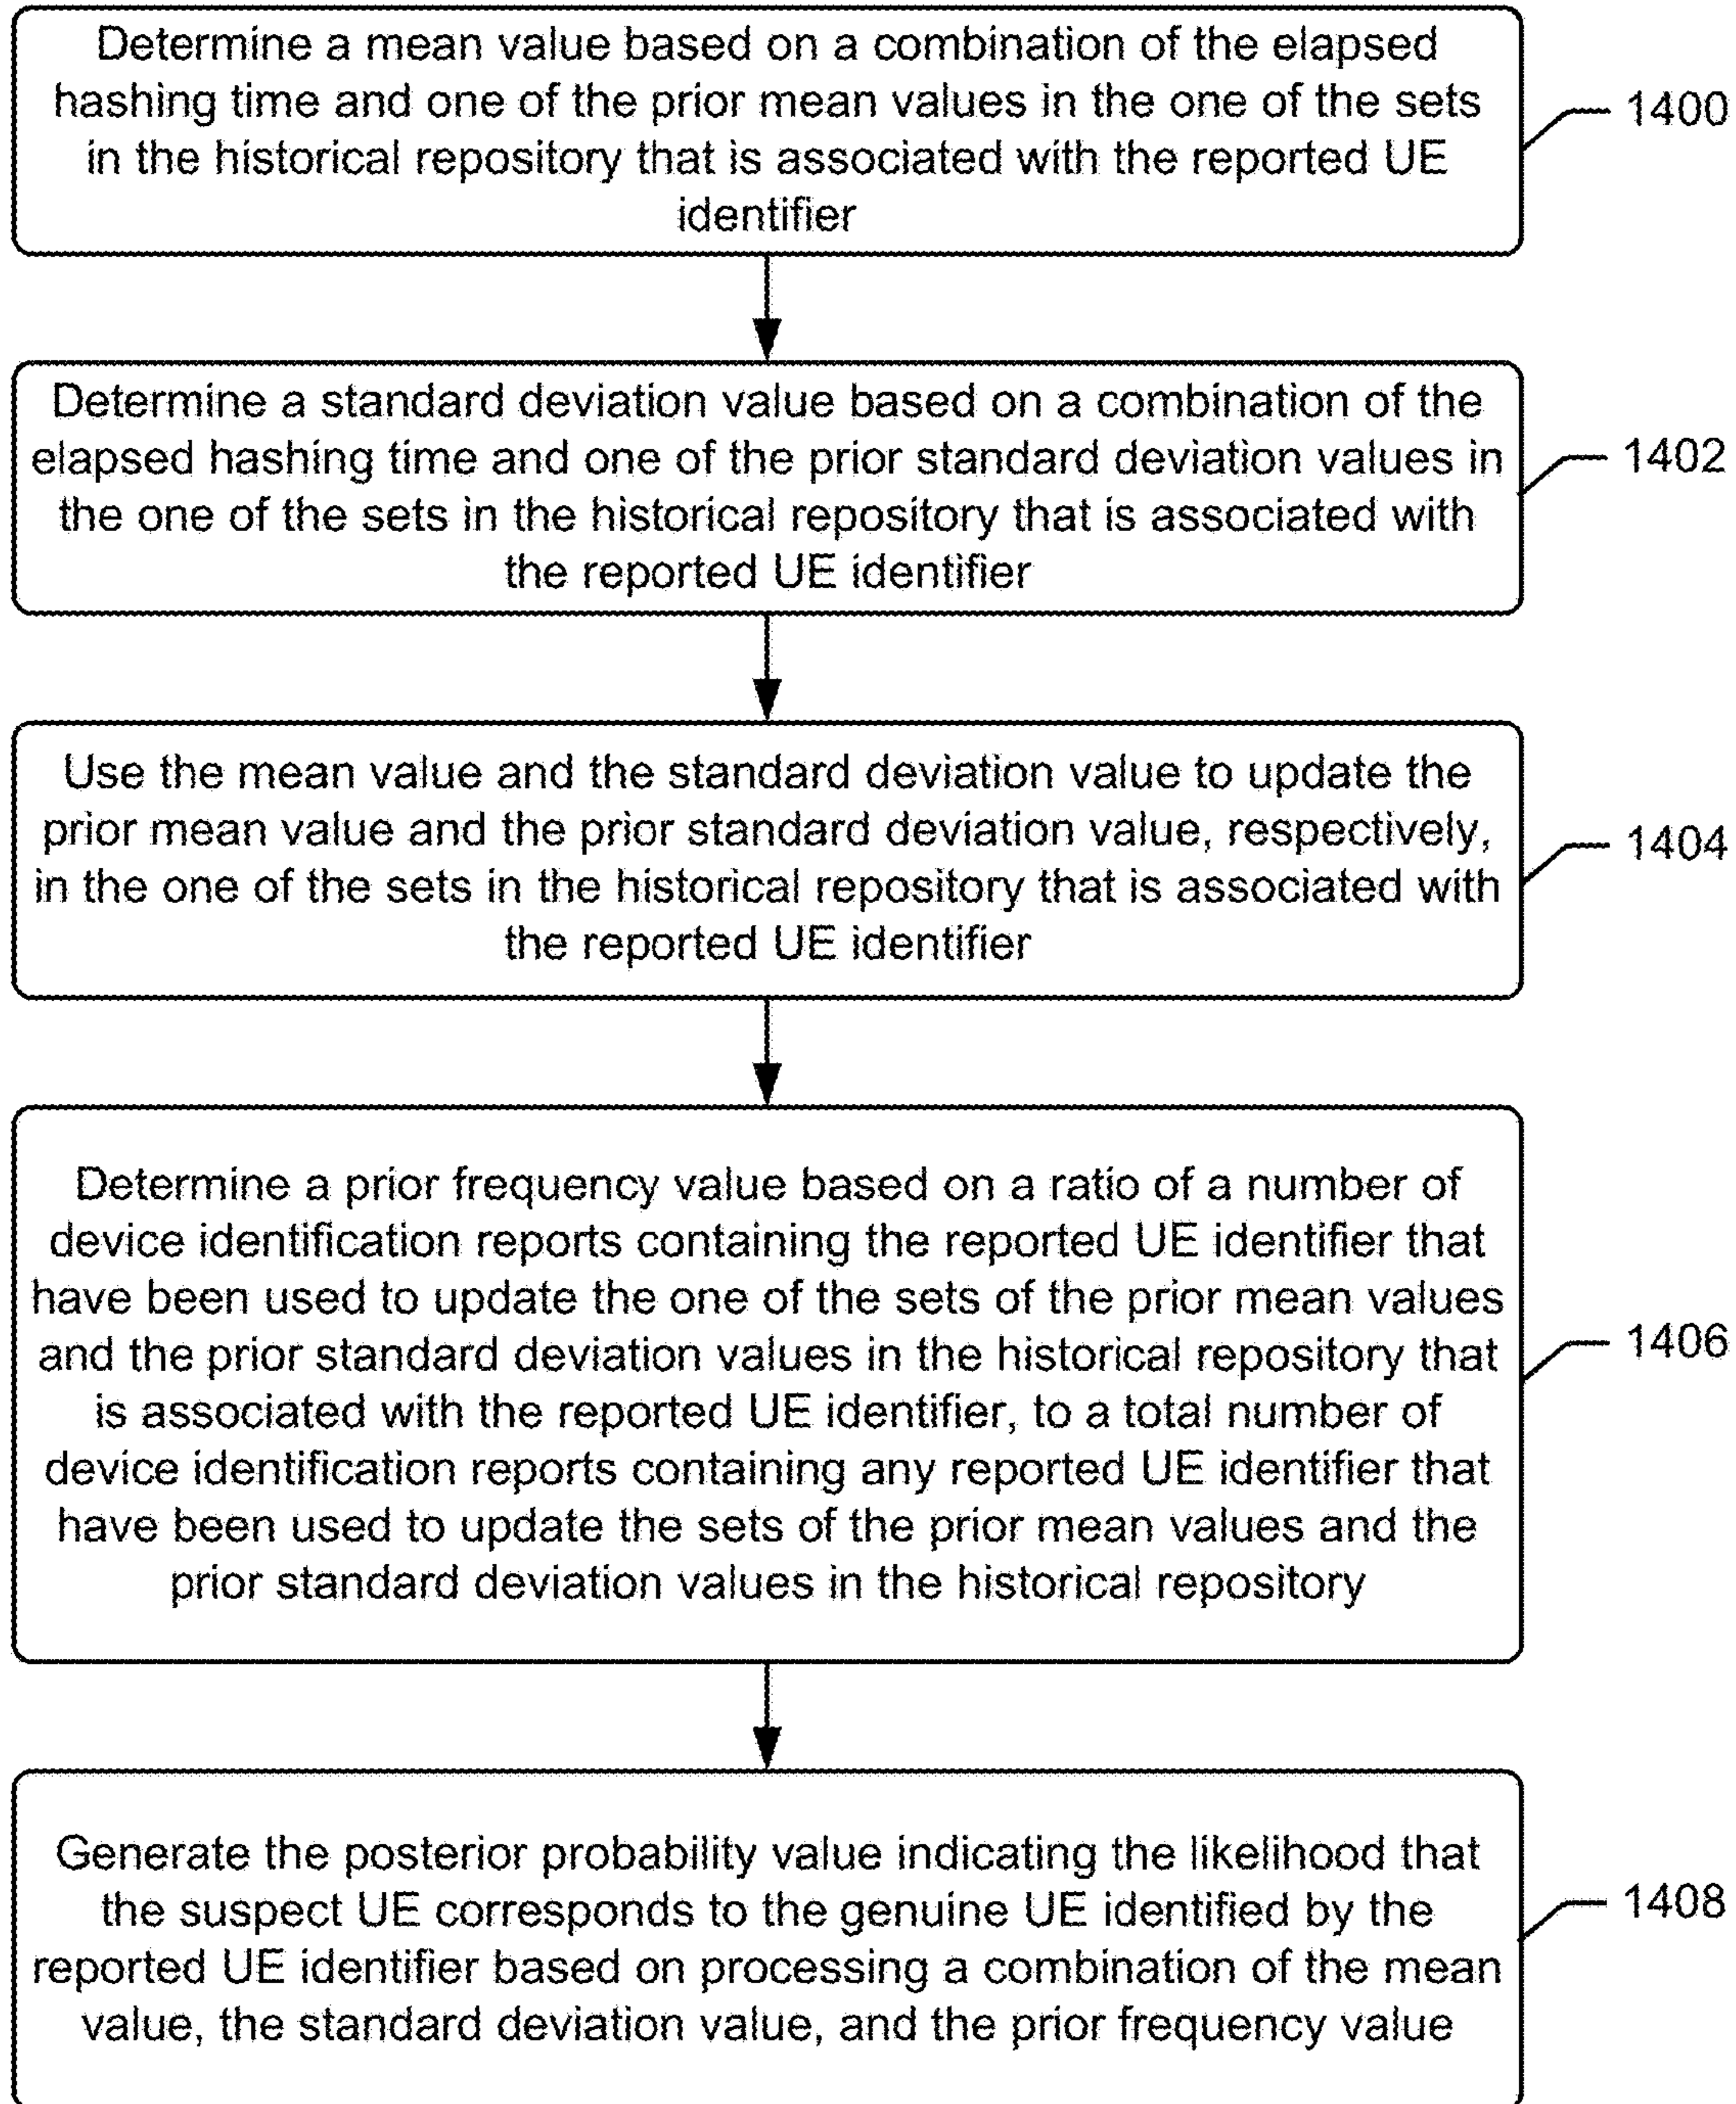 Determine a mean value based on a combination of the elapsed
hashing time and one of the prior mean values in the one of the sets
in the historical repository that is associated with the reported UE
identifier
1400
Determine a standard deviation value based on a combination of the
elapsed hashing time and one of the prior standard deviation values in
the one of the sets in the historical repository that is associated with
the reported UE identifier
1402
Use the mean value and the standard deviation value to update the
prior mean value and the prior standard deviation value, respectively,
in the one of the sets in the historical repository that is associated with
the reported UE identifier
1404
Determine a prior frequency value based on a ratio of a number of
device identification reports containing the reported UE identifier that
have been used to update the one of the sets of the prior mean values
and the prior standard deviation values in the historical repository that
is associated with the reported UE identifier, to a total number of
device identification reports containing any reported UE identifier that
have been used to update the sets of the prior mean values and the
prior standard deviation values in the historical repository
1406
Generate the posterior probability value indicating the likelihood that
the suspect UE corresponds to the genuine UE identified by the
reported UE identifier based on processing a combination of the mean
value, the standard deviation value, and the prior frequency value
1408